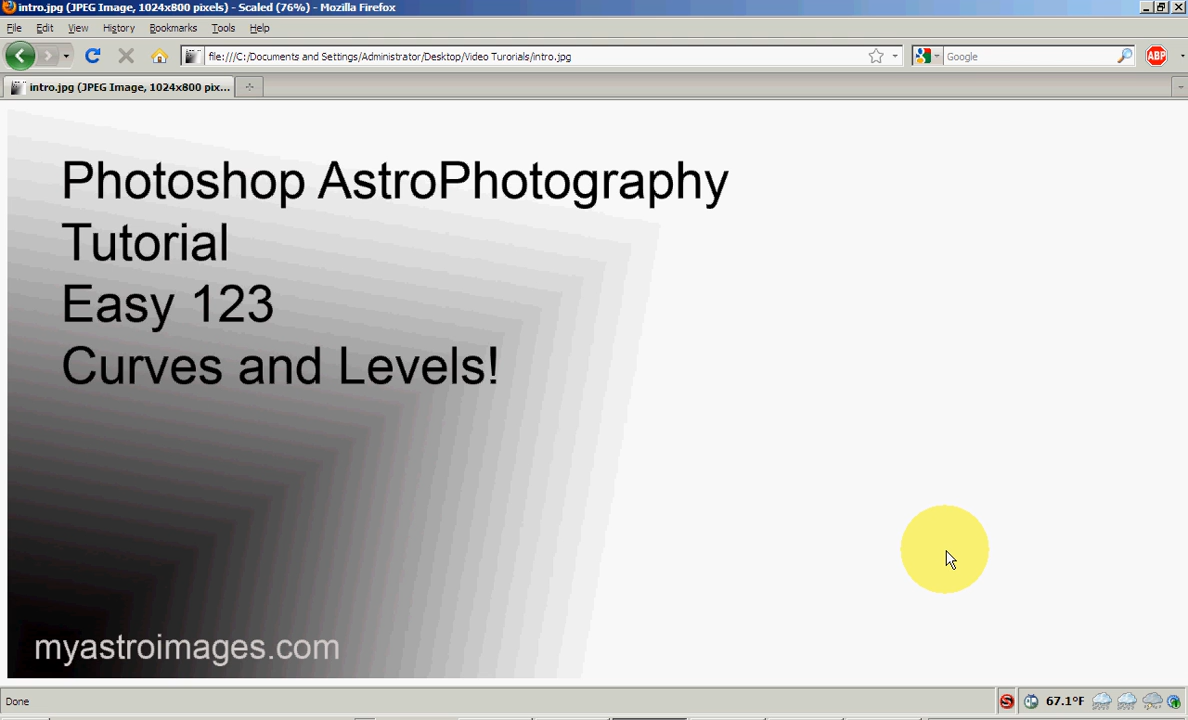 intro.jpg (JPEG Image, 1024x800 pixels) - Scaled (76%) - Mozilla Firefox
File Edit View History Bookmarks Tools Help
file:///C:/Documents and Settings/Administrator/Desktop/Video Turorials/intro.jpg Google ABP
intro.jpg (JPEG Image, 1024x800 pix...
Photoshop AstroPhotography
Tutorial
Easy 123
Curves and Levels!
myastroimages.com
Done S 67.1°F